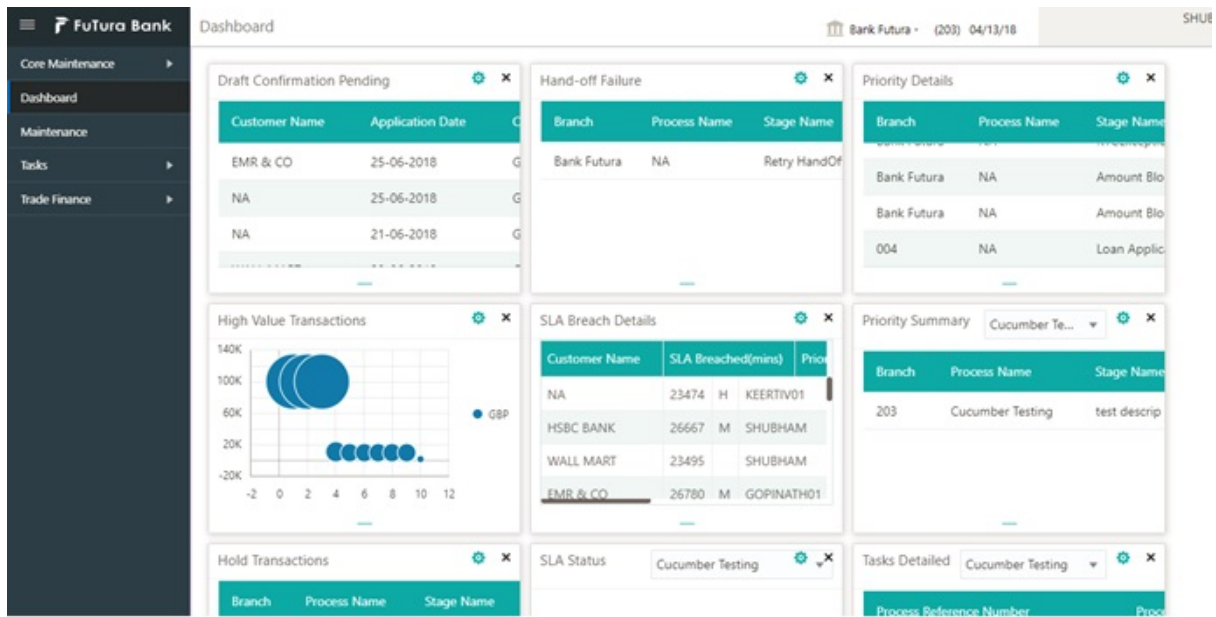 FuTura Bank
Dashboard
Bank Futura - (203) 04/13/18
SHUB
Core Maintenance
Dashboard
Maintenance
Tasks
Trade Finance
Draft Confirmation Pending
Customer Name Application Date
EMR & CO 25-06-2018 G
NA 25-06-2018 G
NA 21-06-2018 G
Hand-off Failure
Branch Process Name Stage Name
Bank Futura NA Retry HandOf
Priority Details
Branch Process Name Stage Name
Bank Futura NA Amount Blo
Bank Futura NA Amount Blo
004 NA Loan Applic
High Value Transactions
140K
100K
60K
20K
-20K
-2 0 2 4 6 8 10 12
GBP
SLA Breach Details
Customer Name SLA Breached(mins) Prior
NA 23474 H KEERTIV01
HSBC BANK 26667 M SHUBHAM
WALL MART 23495 SHUBHAM
EMR & CO 26780 M GOPINATH01
Priority Summary Cucumber Te...
Branch Process Name Stage Name
203 Cucumber Testing test descrip
Hold Transactions
Branch Process Name Stage Name
SLA Status Cucumber Testing
Tasks Detailed Cucumber Testing
Process Reference Number Proce